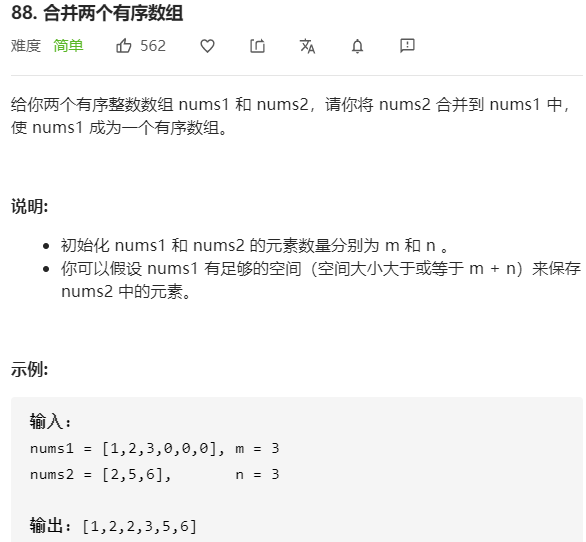 88. 合并两个有序数组
难度 简单 562
给你两个有序整数数组 nums1 和 nums2，请你将 nums2 合并到 nums1 中，
使 nums1 成为一个有序数组。
说明:
初始化 nums1 和 nums2 的元素数量分别为 m 和 n 。
你可以假设 nums1 有足够的空间（空间大小大于或等于 m + n）来保存
nums2 中的元素。
示例:
输入：
nums1 = [1,2,3,0,0,0], m = 3
nums2 = [2,5,6],       n = 3
输出：[1,2,2,3,5,6]